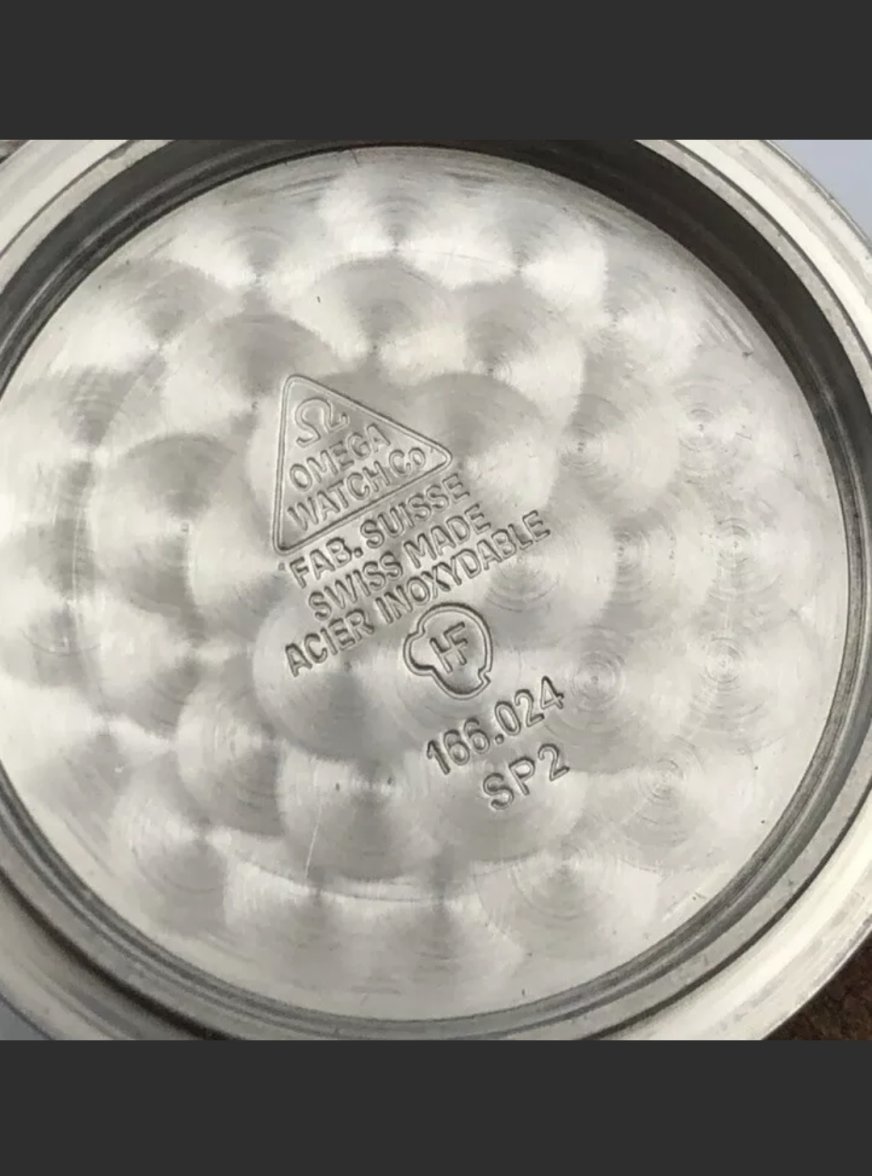 Ω
OMEGA
WATCH Co
FAB. SUISSE
SWISS MADE
ACIER INOXYDABLE
HF
166.024
SP2